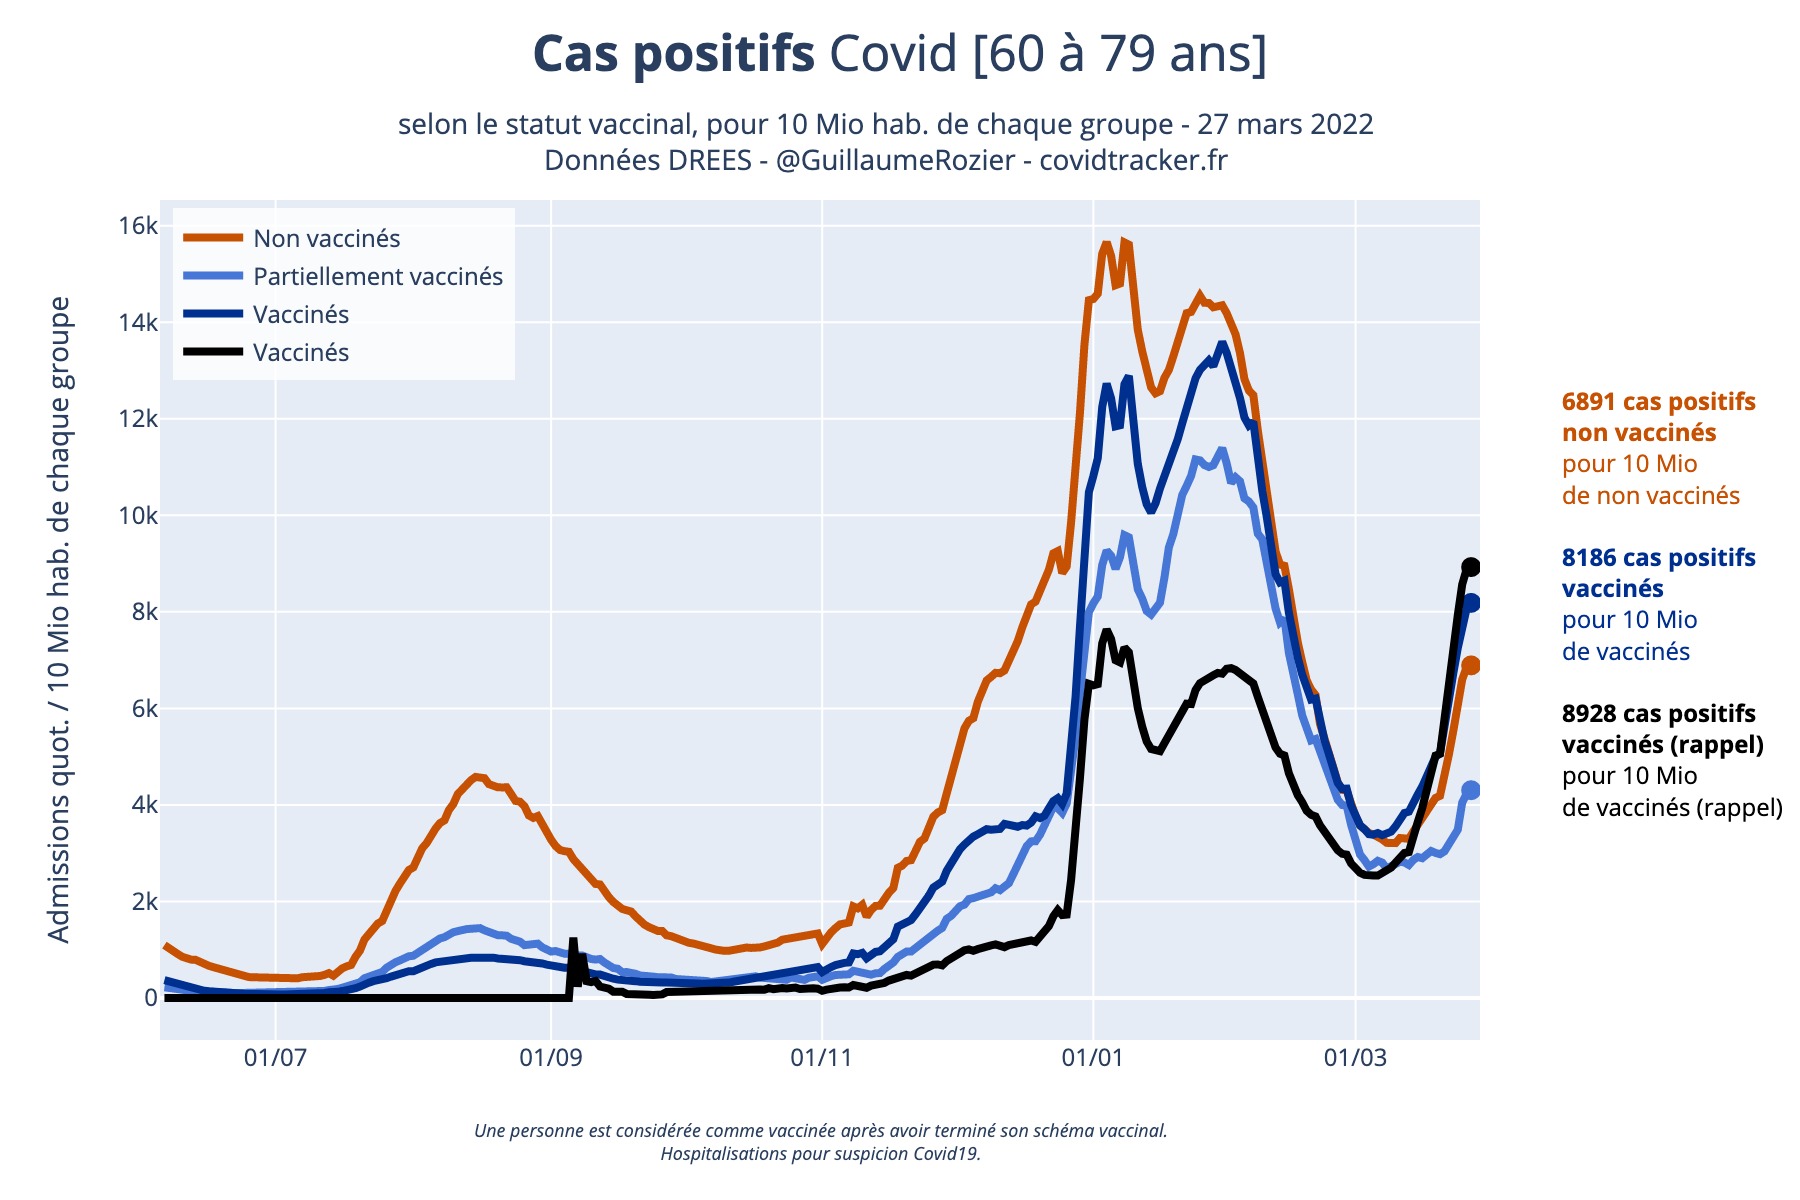 Cas positifs Covid [60 à 79 ans]
selon le statut vaccinal, pour 10 Mio hab. de chaque groupe - 27 mars 2022
Données DREES - @GuillaumeRozier - covidtracker.fr
Admissions quot. / 10 Mio hab. de chaque groupe
16k
14k
12k
10k
8k
6k
4k
2k
0
Non vaccinés
Partiellement vaccinés
Vaccinés
Vaccinés
01/07
01/09
01/11
01/01
01/03
6891 cas positifs
non vaccinés
pour 10 Mio
de non vaccinés
8186 cas positifs
vaccinés
pour 10 Mio
de vaccinés
8928 cas positifs
vaccinés (rappel)
pour 10 Mio
de vaccinés (rappel)
Une personne est considérée comme vaccinée après avoir terminé son schéma vaccinal.
Hospitalisations pour suspicion Covid19.